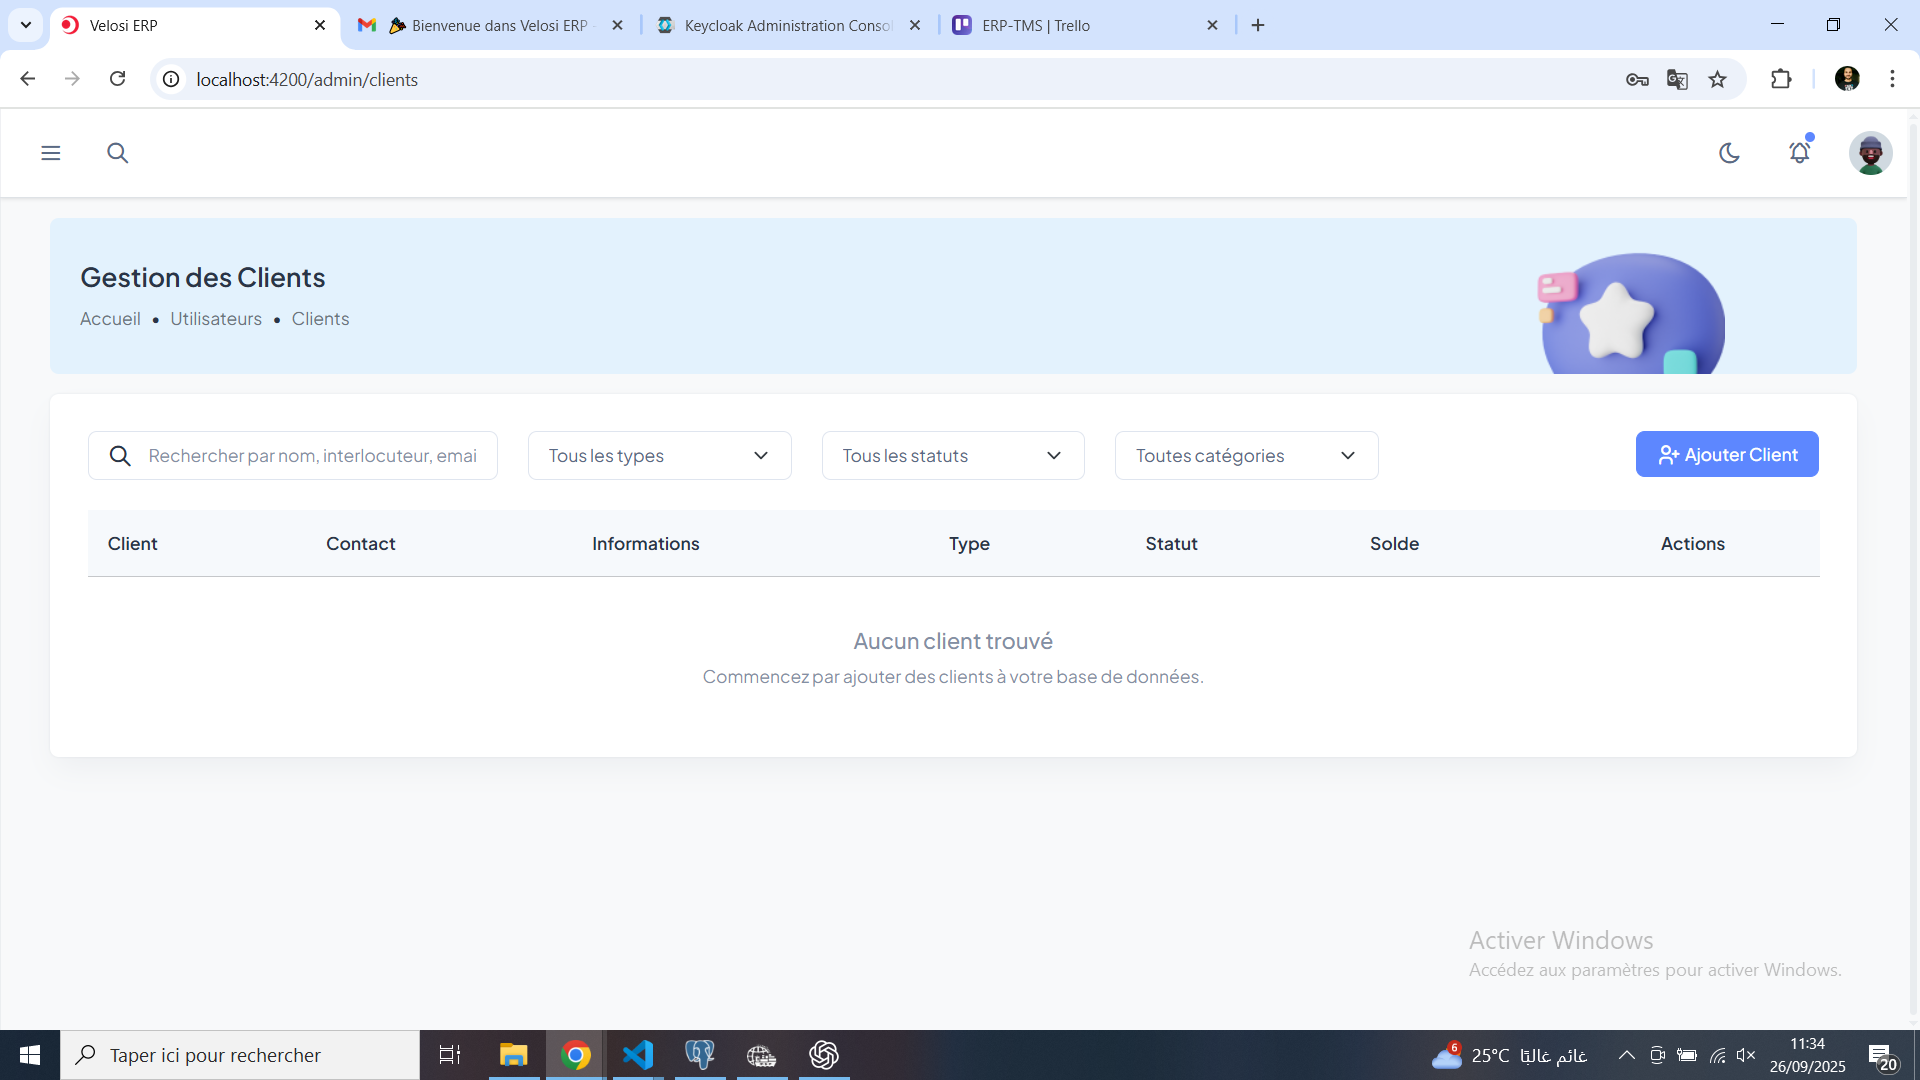 Velosi ERP
Bienvenue dans Velosi ERP
Keycloak Administration Consol
ERP-TMS | Trello
localhost:4200/admin/clients
Gestion des Clients
Accueil • Utilisateurs • Clients
Rechercher par nom, interlocuteur, emai
Tous les types
Tous les statuts
Toutes catégories
Ajouter Client
Client Contact Informations Type Statut Solde Actions
Aucun client trouvé
Commencez par ajouter des clients à votre base de données.
Activer Windows
Accédez aux paramètres pour activer Windows.
Taper ici pour rechercher
6
25°C غائم غالبًا
11:34
26/09/2025
20